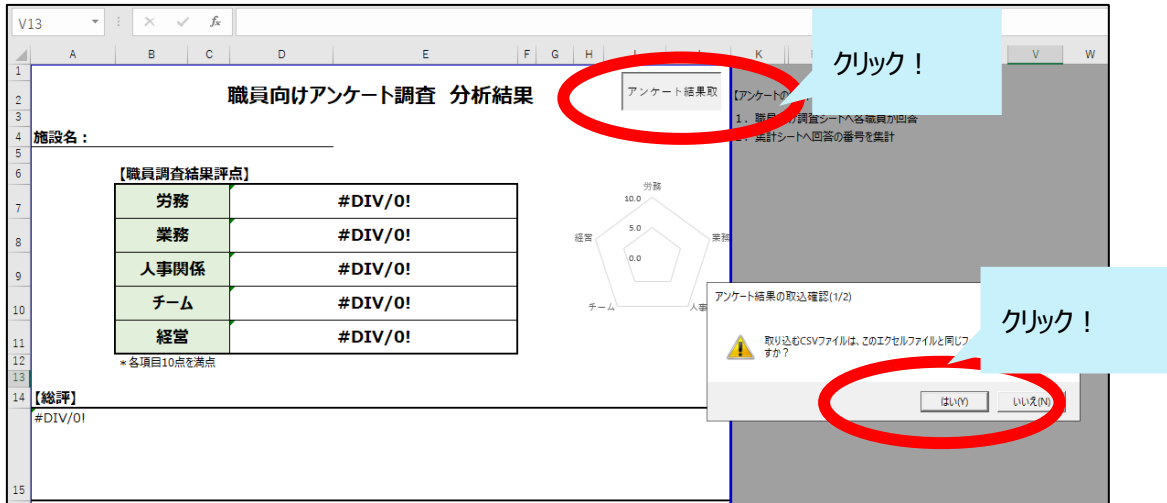 V13
fx
A B C D E F G H K V W
1
2
3
4
5
6
7
8
9
10
11
12
13
14
15
職員向けアンケート調査 分析結果
アンケート結果取
クリック！
【アンケートの
1．職員
調査シートへ各職員が回答
集計シートへ回答の番号を集計
施設名：
【職員調査結果評点】
労務 #DIV/0!
業務 #DIV/0!
人事関係 #DIV/0!
チーム #DIV/0!
経営 #DIV/0!
＊各項目10点を満点
労務
10.0
5.0
0.0
経営
業務
チーム
人事
アンケート結果の取込確認(1/2)
取り込むCSVファイルは、このエクセルファイルと同じフ
すか？
はい(Y) いいえ(N)
クリック！
【総評】
#DIV/0!